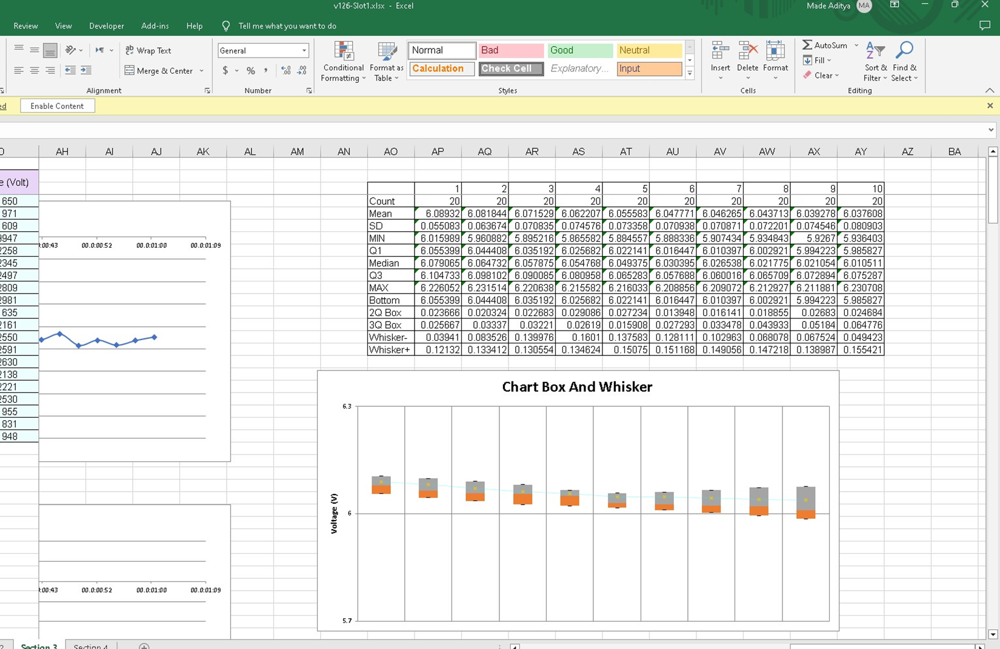 v126-Slot1.xlsx - Excel
Made Aditya MA
Review View Developer Add-ins Help Tell me what you want to do
Wrap Text
Merge & Center
Alignment
General
$ % ,
Number
Conditional Formatting
Format as Table
Normal Bad Good Neutral
Calculation Check Cell Explanatory... Input
Styles
Insert Delete Format
Cells
AutoSum
Fill
Clear
Sort & Filter
Find & Select
Editing
Enable Content
AH AI AJ AK AL AM AN AO AP AQ AR AS AT AU AV AW AX AY AZ BA
e (Volt)
650
971
609
9947
2258
2345
2497
2809
2981
635
2161
2550
2591
2630
2138
2221
2530
955
831
948
1 2 3 4 5 6 7 8 9 10
Count 20 20 20 20 20 20 20 20 20 20
Mean 6.08932 6.081844 6.071529 6.062207 6.055583 6.047771 6.046265 6.043713 6.039278 6.037608
SD 0.055083 0.063674 0.070835 0.074576 0.073358 0.070938 0.070871 0.072201 0.074546 0.080903
MIN 6.015989 5.960882 5.895216 5.865582 5.884557 5.888336 5.907434 5.934843 5.9267 5.936403
Q1 6.055399 6.044408 6.035192 6.025682 6.022141 6.016447 6.010397 6.002921 5.994223 5.985827
Median 6.079065 6.064732 6.057875 6.054768 6.049375 6.030395 6.026538 6.021775 6.021054 6.010511
Q3 6.104733 6.098102 6.090085 6.080958 6.065283 6.057688 6.060016 6.065709 6.072894 6.075287
MAX 6.226052 6.231514 6.220638 6.215582 6.216033 6.208856 6.209072 6.212927 6.211881 6.230708
Bottom 6.055399 6.044408 6.035192 6.025682 6.022141 6.016447 6.010397 6.002921 5.994223 5.985827
2Q Box 0.023666 0.020324 0.022683 0.029086 0.027234 0.013948 0.016141 0.018855 0.02683 0.024684
3Q Box 0.025667 0.03337 0.03221 0.02619 0.015908 0.027293 0.033478 0.043933 0.05184 0.064776
Whisker- 0.03941 0.083526 0.139976 0.1601 0.137583 0.128111 0.102963 0.068078 0.067524 0.049423
Whisker+ 0.12132 0.133412 0.130554 0.134624 0.15075 0.151168 0.149056 0.147218 0.138987 0.155421
:00:43 00.0:00:52 00.0:01:00 00.0:01:09
Chart Box And Whisker
6.3
6
5.7
Voltage (V)
:00:43 00.0:00:52 00.0:01:00 00.0:01:09
Section 3 Section 4